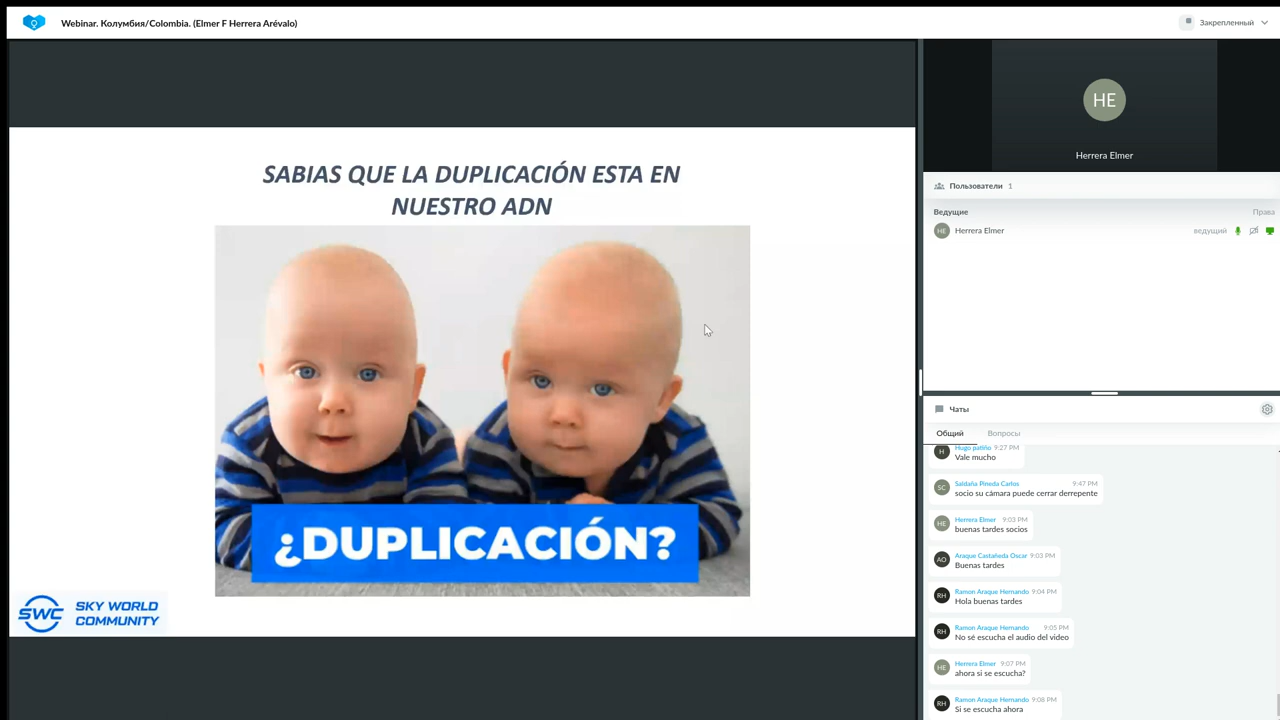 Webinar. Колумбия/Colombia. (Elmer F Herrera Arévalo)
Закрепленный
SABIAS QUE LA DUPLICACIÓN ESTA EN
NUESTRO ADN
¿DUPLICACIÓN?
SWC
SKY WORLD
COMMUNITY
HE
Herrera Elmer
Пользователи 1
Ведущие Права
HE Herrera Elmer ведущий
Чаты
Общий Вопросы
H Hugo patiño 9:27 PM
Vale mucho
SC Saldaña Pineda Carlos 9:47 PM
socio su cámara puede cerrar derrepente
HE Herrera Elmer 9:03 PM
buenas tardes socios
AO Araque Castañeda Oscar 9:03 PM
Buenas tardes
RH Ramon Araque Hernando 9:04 PM
Hola buenas tardes
RH Ramon Araque Hernando 9:05 PM
No sé escucha el audio del video
HE Herrera Elmer 9:07 PM
ahora si se escucha?
RH Ramon Araque Hernando 9:08 PM
Si se escucha ahora